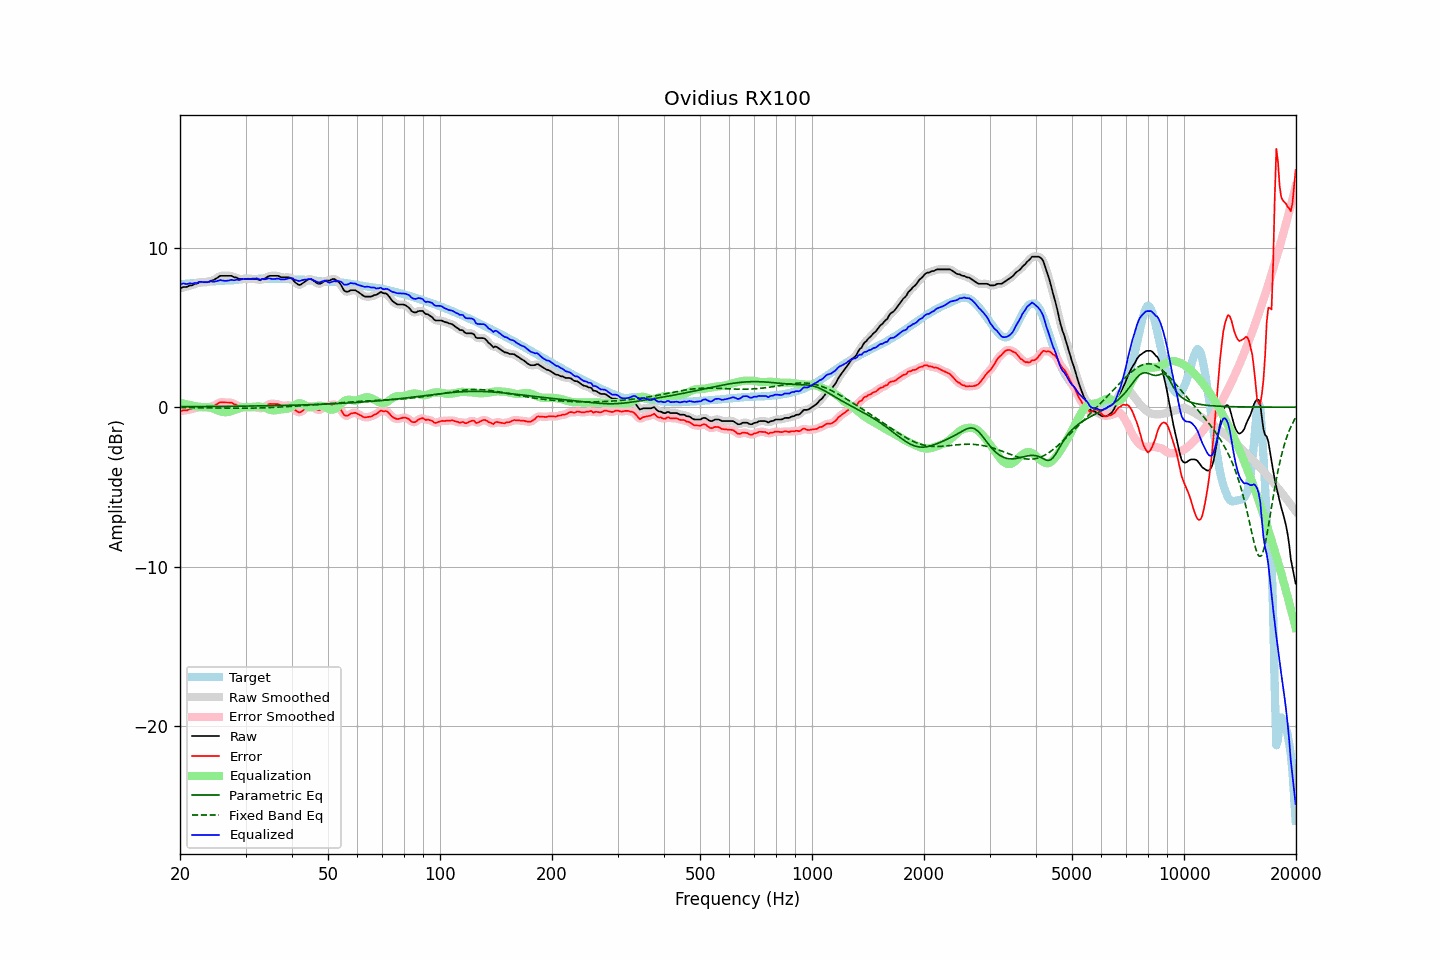 Ovidius RX100
Amplitude (dBr)
10
0
−10
−20
Target
Raw Smoothed
Error Smoothed
Raw
Error
Equalization
Parametric Eq
Fixed Band Eq
Equalized
20 50 100 200 500 1000 2000 5000 10000 20000
Frequency (Hz)